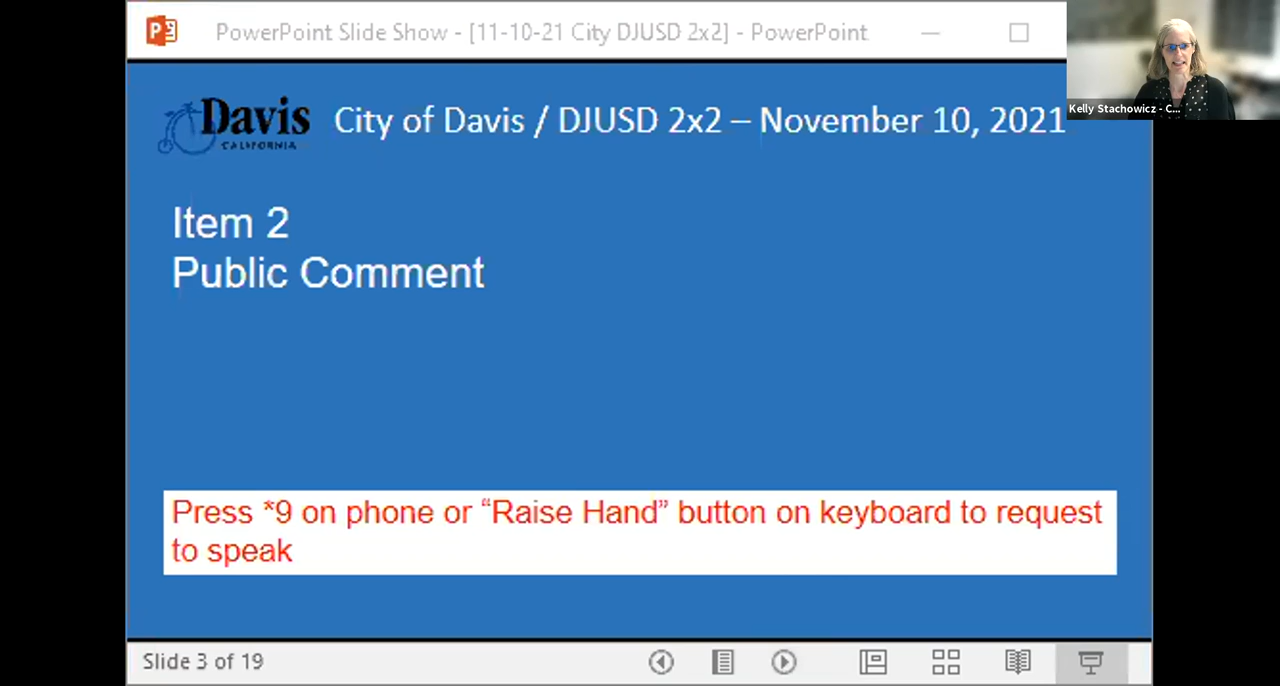 PowerPoint Slide Show - [11-10-21 City DJUSD 2x2] - PowerPoint
Kelly Stachowicz - C...
Davis
CALIFORNIA
City of Davis / DJUSD 2x2 – November 10, 2021
Item 2
Public Comment
Press *9 on phone or “Raise Hand” button on keyboard to request
to speak
Slide 3 of 19